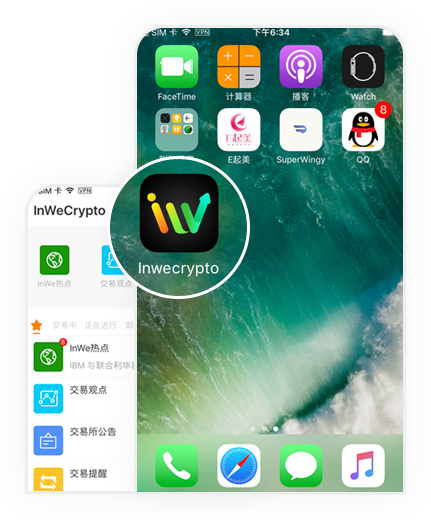 SIM 卡 VPN 下午6:34
FaceTime 计算器 播客 Watch
8
E起美 SuperWingy QQ
E起美
Inwecrypto
SIM 卡 VPN
InWeCrypto
InWe热点 交易观点
交易中 正在进行 即
8
InWe热点
IBM 与联合利华
交易观点
交易所公告
交易提醒